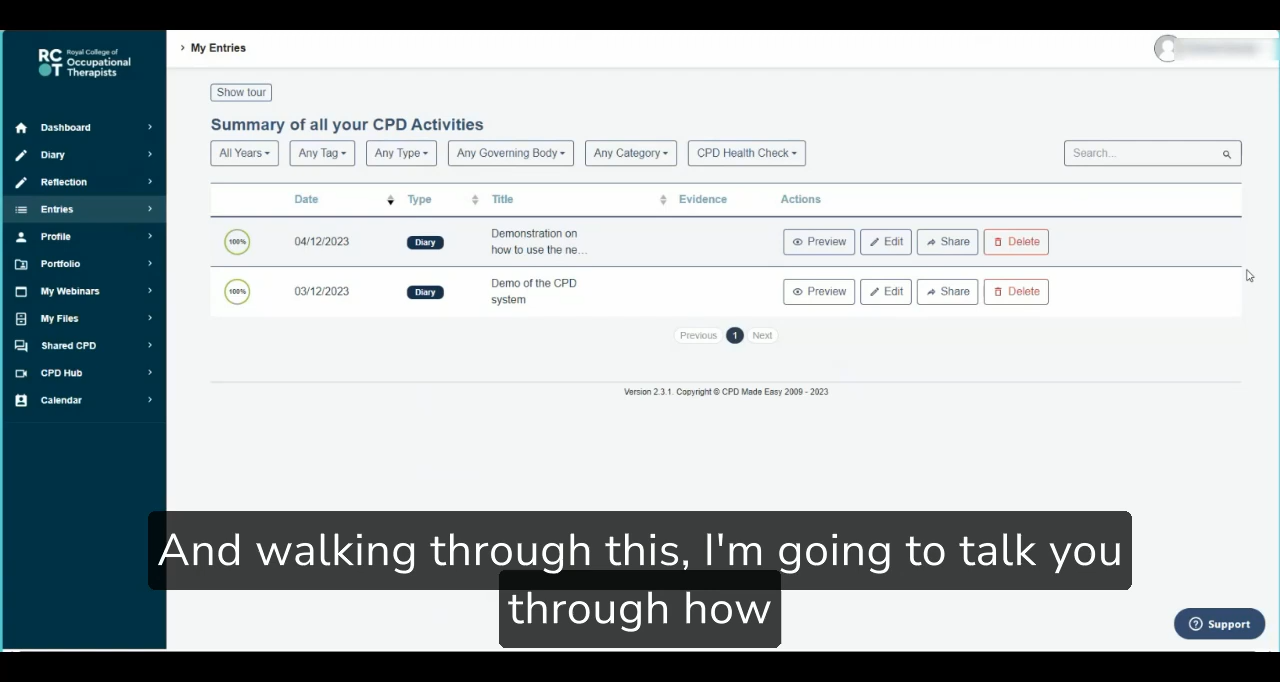 RC
OT
Royal College of
Occupational
Therapists
› My Entries
Dashboard
Diary
Reflection
Entries
Profile
Portfolio
My Webinars
My Files
Shared CPD
CPD Hub
Calendar
Show tour
Summary of all your CPD Activities
All Years Any Tag Any Type Any Governing Body Any Category CPD Health Check Search...
Date Type Title Evidence Actions
100% 04/12/2023 Diary Demonstration on
how to use the ne... Preview Edit Share Delete
100% 03/12/2023 Diary Demo of the CPD
system Preview Edit Share Delete
Previous 1 Next
Version 2.3.1. Copyright © CPD Made Easy 2009 - 2023
And walking through this, I'm going to talk you
through how
Support